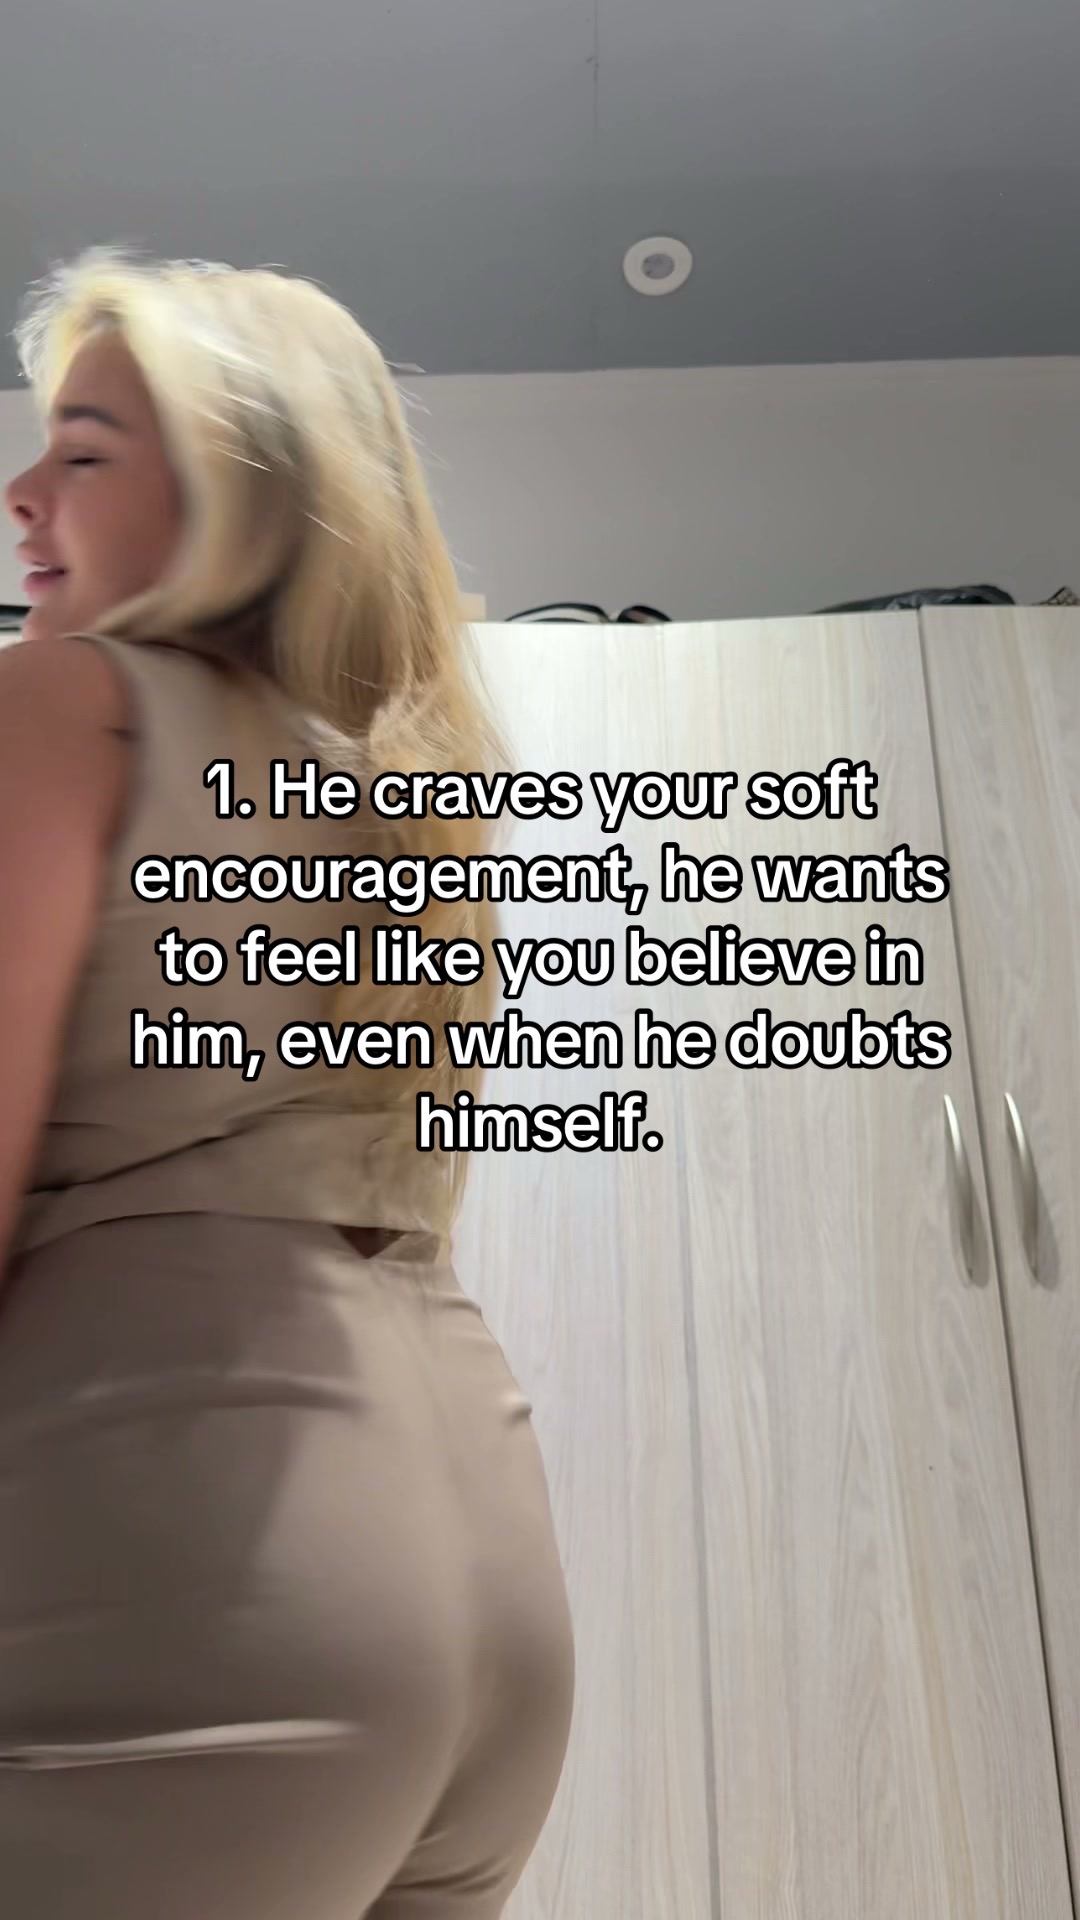 1. He craves your soft
encouragement, he wants
to feel like you believe in
him, even when he doubts
himself.